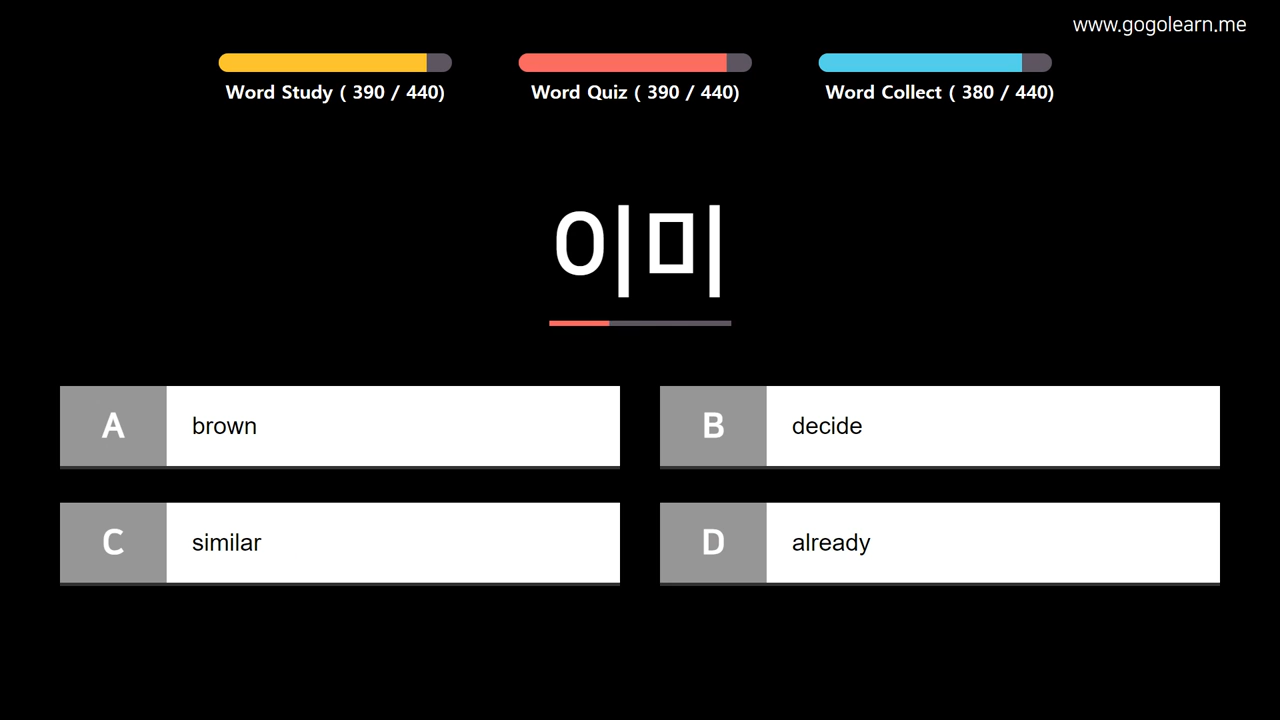 www.gogolearn.me
Word Study ( 390 / 440)
Word Quiz ( 390 / 440)
Word Collect ( 380 / 440)
이미
A brown
B decide
C similar
D already